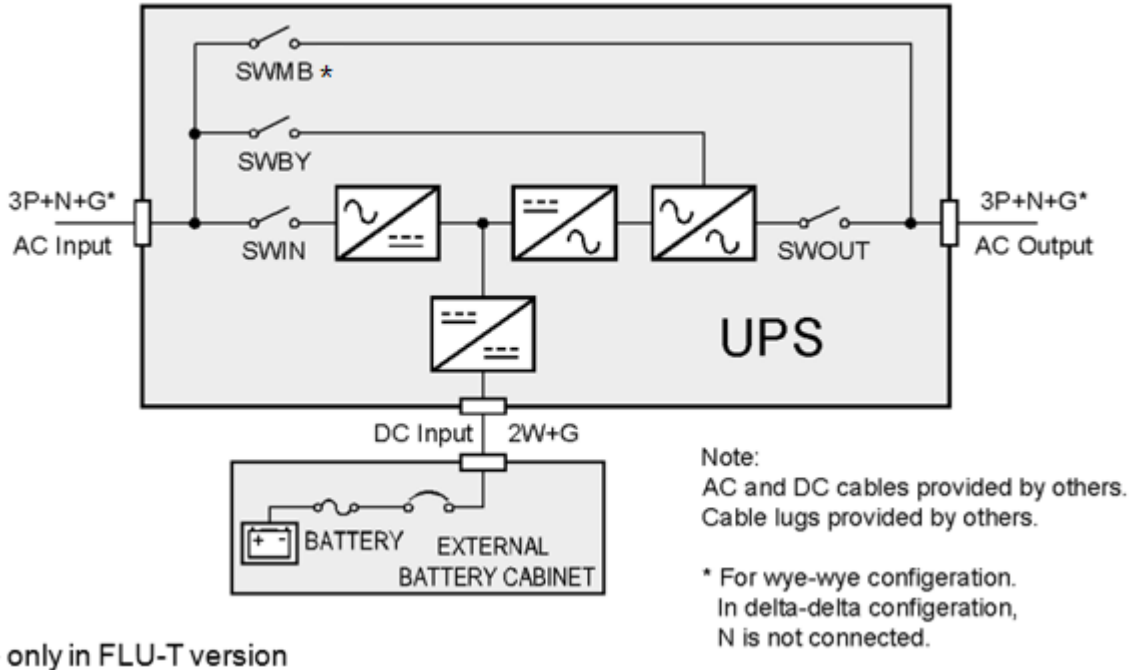 SWMB *
SWBY
3P+N+G*
AC Input
SWIN
SWOUT
3P+N+G*
AC Output
UPS
DC Input 2W+G
+ -
BATTERY
EXTERNAL
BATTERY CABINET
Note:
AC and DC cables provided by others.
Cable lugs provided by others.
* For wye-wye configeration.
In delta-delta configuration,
N is not connected.
only in FLU-T version